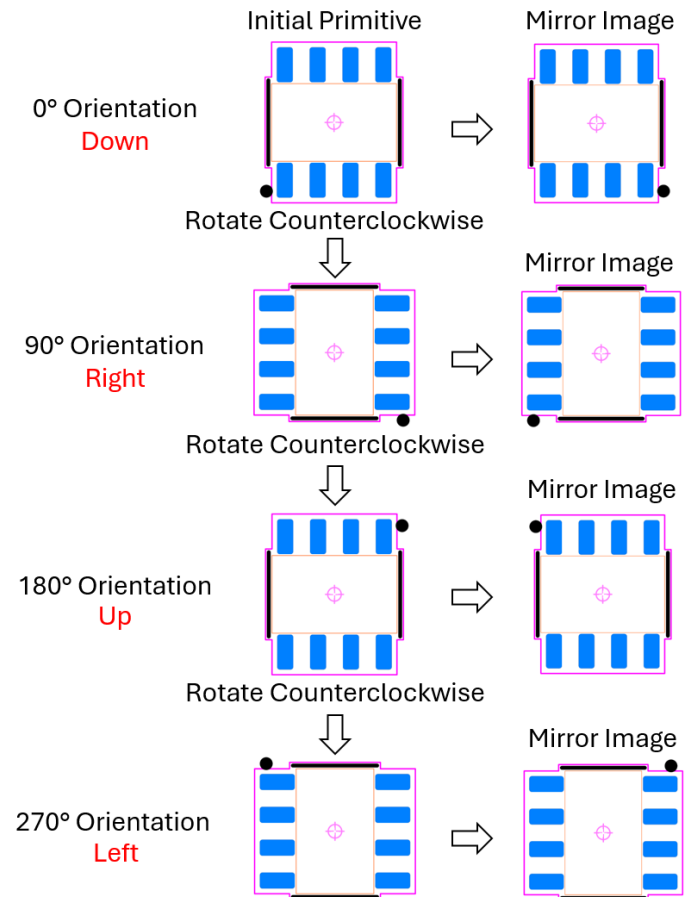 Initial Primitive
Mirror Image
0° Orientation
Down
Rotate Counterclockwise
Mirror Image
90° Orientation
Right
Rotate Counterclockwise
Mirror Image
180° Orientation
Up
Rotate Counterclockwise
Mirror Image
270° Orientation
Left